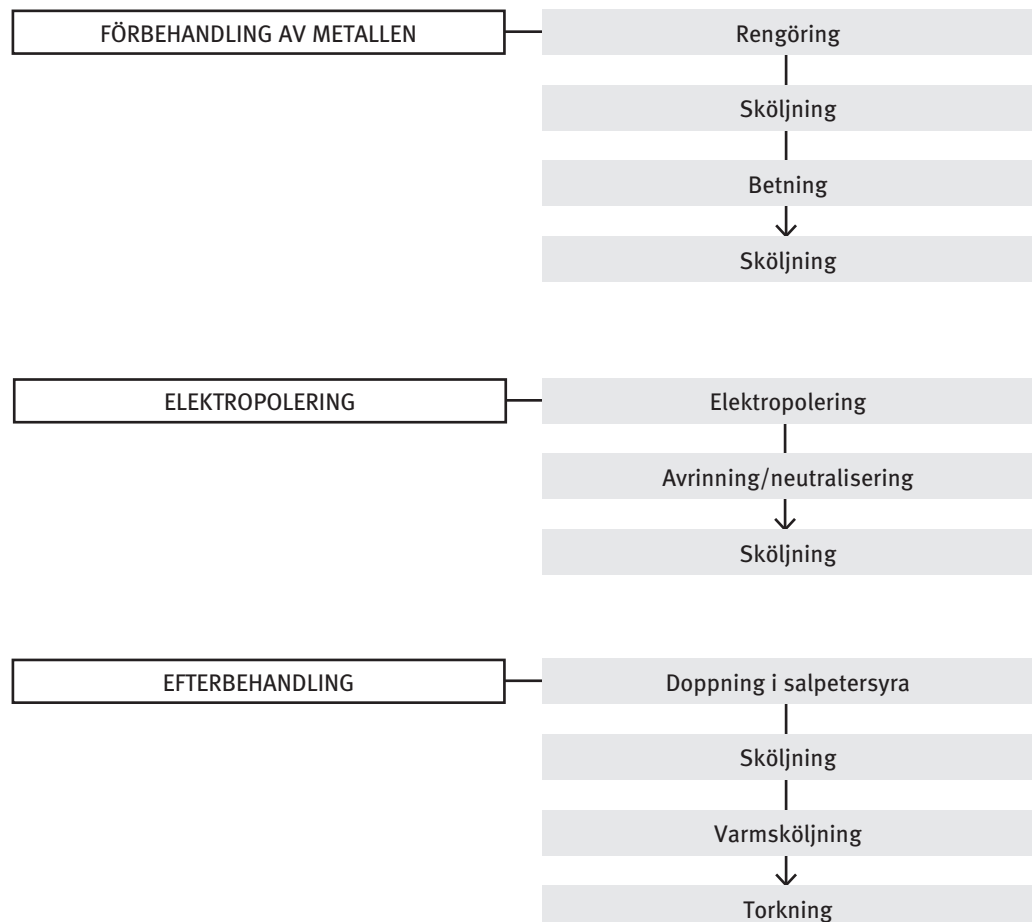 FÖRBEHANDLING AV METALLEN
Rengöring
Sköljning
Betning
Sköljning
ELEKTROPOLERING
Elektropolering
Avrinning/neutralisering
Sköljning
EFTERBEHANDLING
Doppning i salpetersyra
Sköljning
Varmsköljning
Torkning